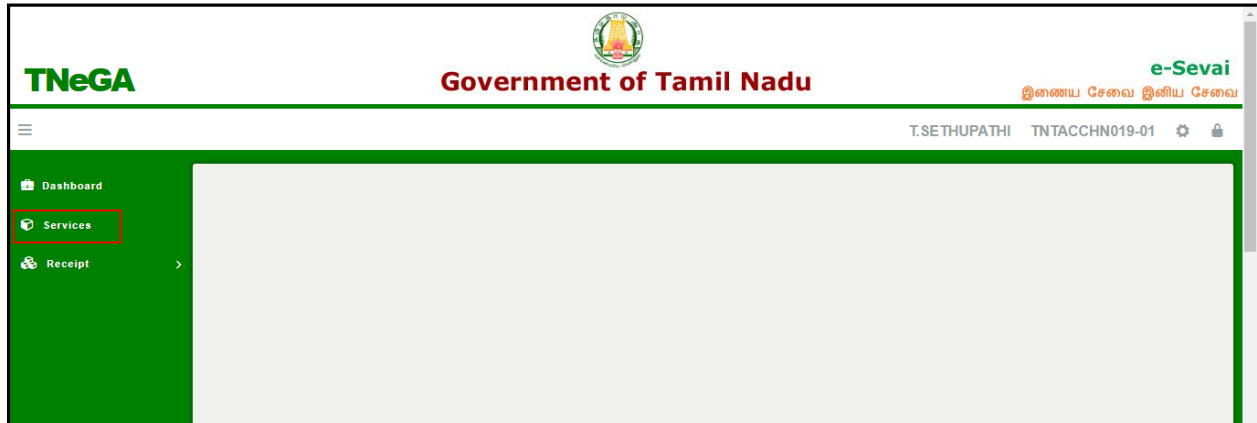 TNeGA
Government of Tamil Nadu
e-Sevai
இணைய சேவை இனிய சேவை
T.SETHUPATHI TNTACCHN019-01
Dashboard
Services
Receipt